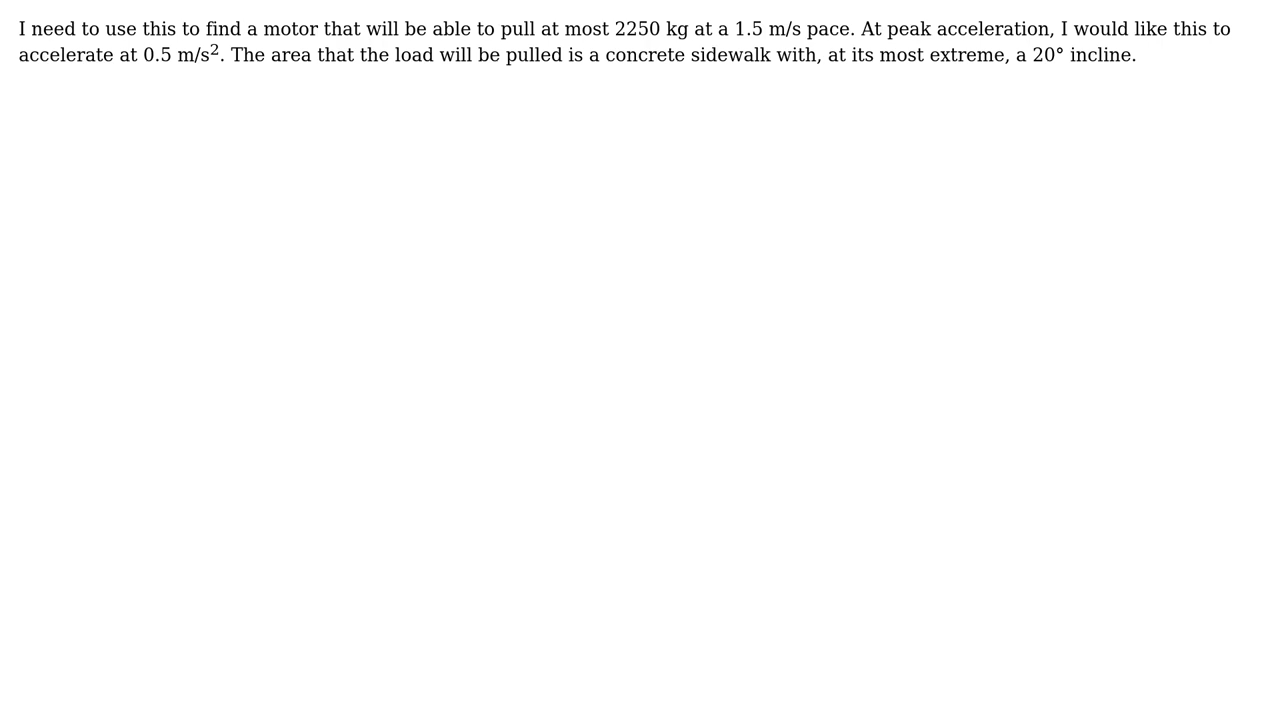 I need to use this to find a motor that will be able to pull at most 2250 kg at a 1.5 m/s pace. At peak acceleration, I would like this to
accelerate at 0.5 m/s². The area that the load will be pulled is a concrete sidewalk with, at its most extreme, a 20° incline.